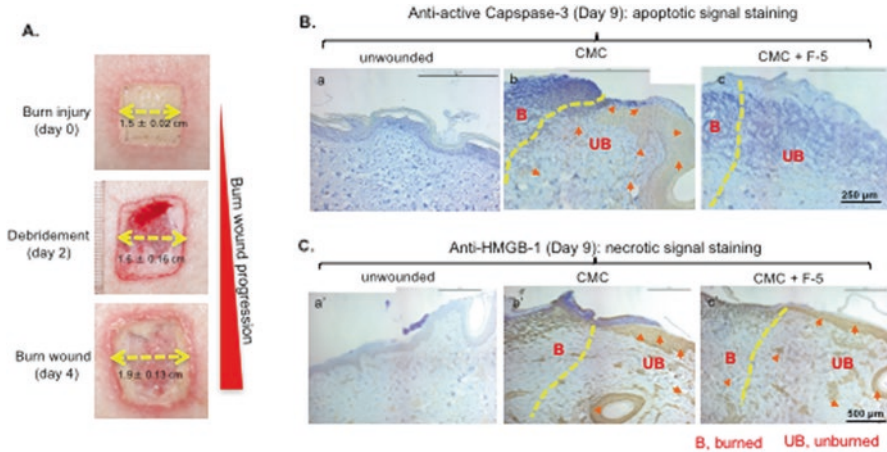 A.
Burn injury
(day 0)
1.5 ± 0.02 cm
Debridement
(day 2)
1.6 ± 0.16 cm
Burn wound
(day 4)
1.9± 0.13 cm
Burn wound progression
B.
Anti-active Capspase-3 (Day 9): apoptotic signal staining
unwounded
CMC
CMC + F-5
a
b
c
B
UB
B
UB
250 µm
C.
Anti-HMGB-1 (Day 9): necrotic signal staining
unwounded
CMC
CMC + F-5
a'
c'
B
UB
B
UB
500 µm
B, burned UB, unburned